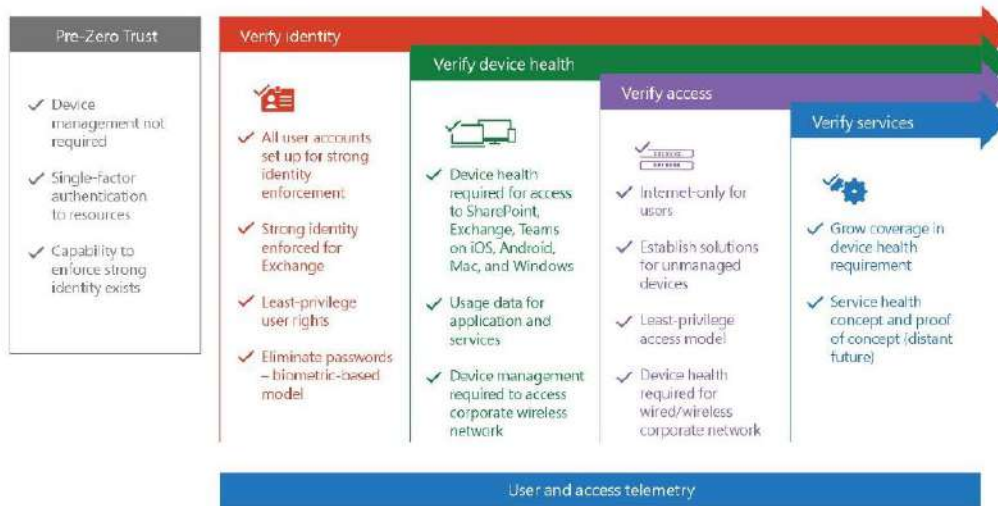 Pre-Zero Trust
Device
management not
required
Single-factor
authentication
to resources
Capability to
enforce strong
identity exists
Verify identity
All user accounts
set up for strong
identity
enforcement
Strong identity
enforced for
Exchange
Least-privilege
user rights
Eliminate passwords
– biometric-based
model
Verify device health
Device health
required for access
to SharePoint,
Exchange, Teams
on iOS, Android,
Mac, and Windows
Usage data for
application and
services
Device management
required to access
corporate wireless
network
Verify access
Internet-only for
users
Establish solutions
for unmanaged
devices
Least-privilege
access model
Device health
required for
wired/wireless
corporate network
Verify services
Grow coverage in
device health
requirement
Service health
concept and proof
of concept (distant
future)
User and access telemetry